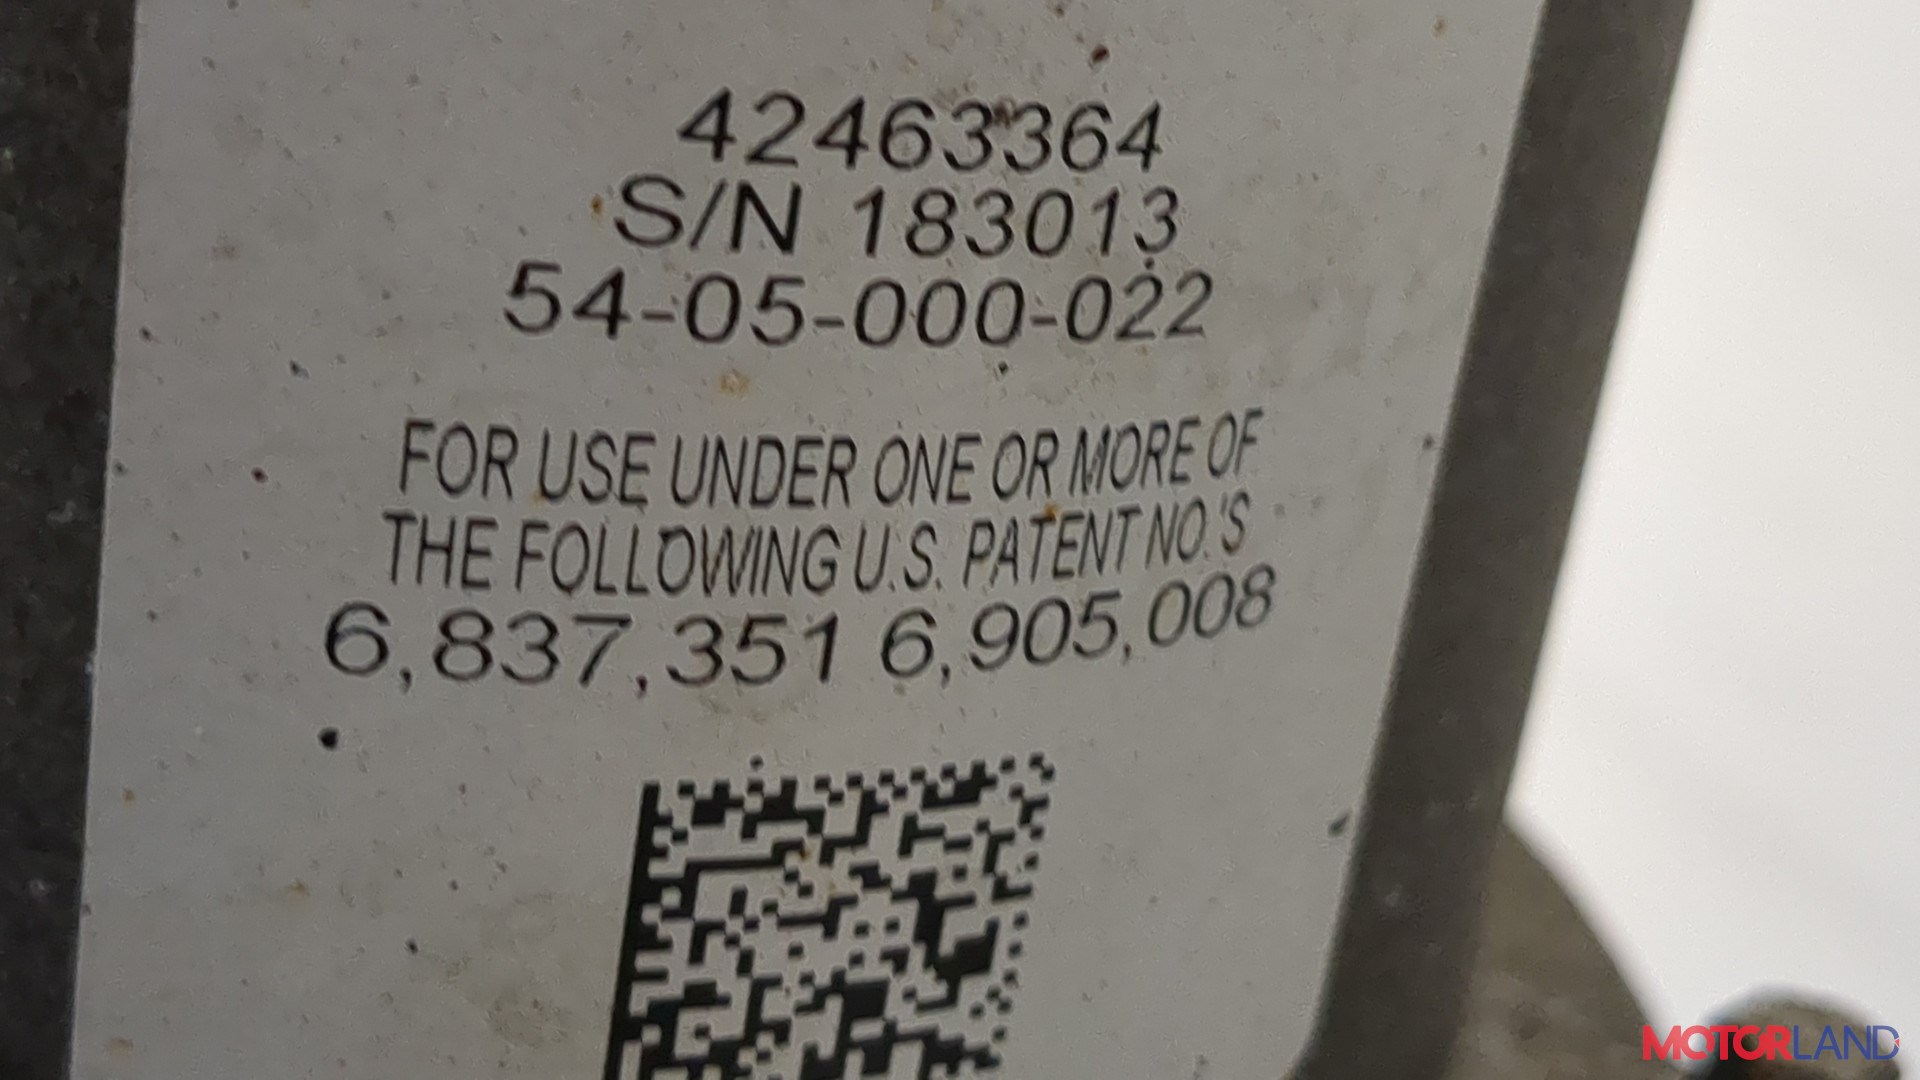 42463364
S/N 183013
54-05-000-022
FOR USE UNDER ONE OR MORE OF
THE FOLLOWING U.S. PATENT NO.'S
6,837,351 6,905,008
MOTORLAND